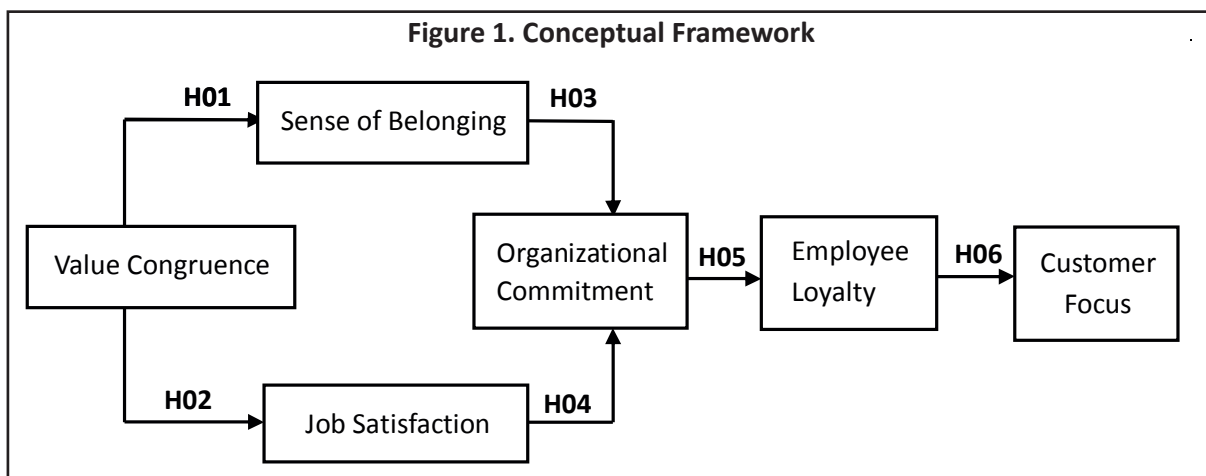 Figure 1. Conceptual Framework
H01
Sense of Belonging
H03
Value Congruence
Organizational
Commitment
H05
Employee
Loyalty
H06
Customer
Focus
H02
Job Satisfaction
H04